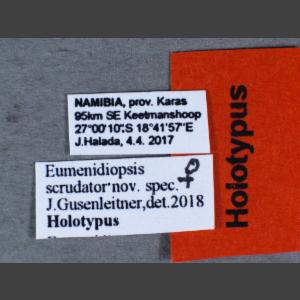 NAMIBIA, prov. Karas
95km SE Keetmanshoop
27°00'10".S 18°41'57"E
J.Halada, 4.4. 2017
Eumenidiopsis
scrudator nov. spec. ♀
J.Gusenleitner,det.2018
Holotypus
Holotypus